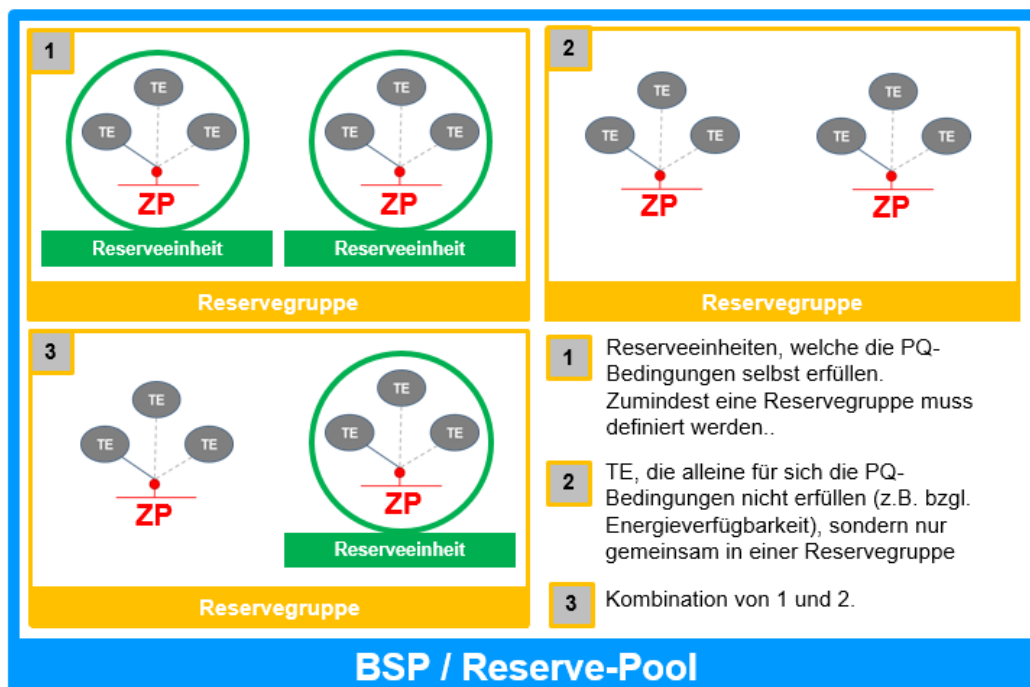 1
TE
TE
TE
ZP
Reserveeinheit
TE
TE
TE
ZP
Reserveeinheit
Reservegruppe
2
TE
TE
TE
ZP
TE
TE
TE
ZP
Reservegruppe
3
TE
TE
TE
ZP
TE
TE
TE
ZP
Reserveeinheit
Reservegruppe
1
Reserveeinheiten, welche die PQ-
Bedingungen selbst erfüllen.
Zumindest eine Reservegruppe muss
definiert werden..
2
TE, die alleine für sich die PQ-
Bedingungen nicht erfüllen (z.B. bzgl.
Energieverfügbarkeit), sondern nur
gemeinsam in einer Reservegruppe
3
Kombination von 1 und 2.
BSP / Reserve-Pool